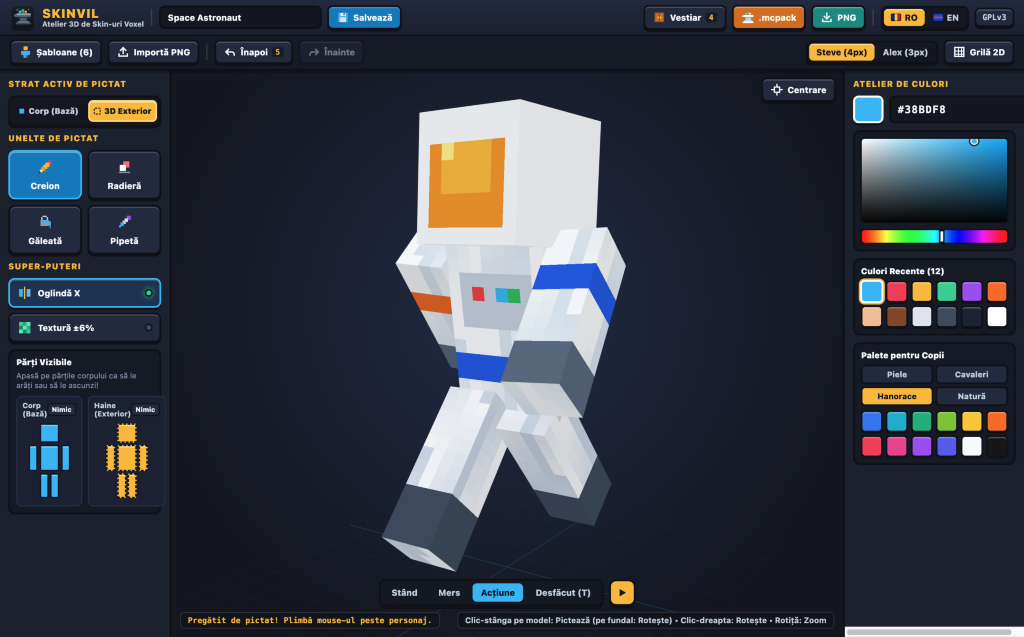 SKINVIL
Atelier 3D de Skin-uri Voxel
Space Astronaut
Salvează
Vestiar 4
.mcpack
PNG
RO
EN
GPLv3
Șabloane (6)
Importă PNG
Înapoi 5
Înainte
Steve (4px)
Alex (3px)
Grilă 2D
STRAT ACTIV DE PICTAT
Corp (Bază)
3D Exterior
UNELTE DE PICTAT
Creion
Radieră
Găleată
Pipetă
SUPER-PUTERI
Oglindă X
Textură ±6%
Părți Vizibile
Apasă pe părțile corpului ca să le
arăți sau să le ascunzi!
Corp
(Bază) Nimic
Haine
(Exterior) Nimic
Centrare
Stând
Mers
Acțiune
Desfăcut (T)
Pregătit de pictat! Plimbă mouse-ul peste personaj.
Clic-stânga pe model: Pictează (pe fundal: Rotește) • Clic-dreapta: Rotește • Rotiță: Zoom
ATELIER DE CULORI
#38BDF8
Culori Recente (12)
Palete pentru Copii
Piele
Cavaleri
Hanorace
Natură